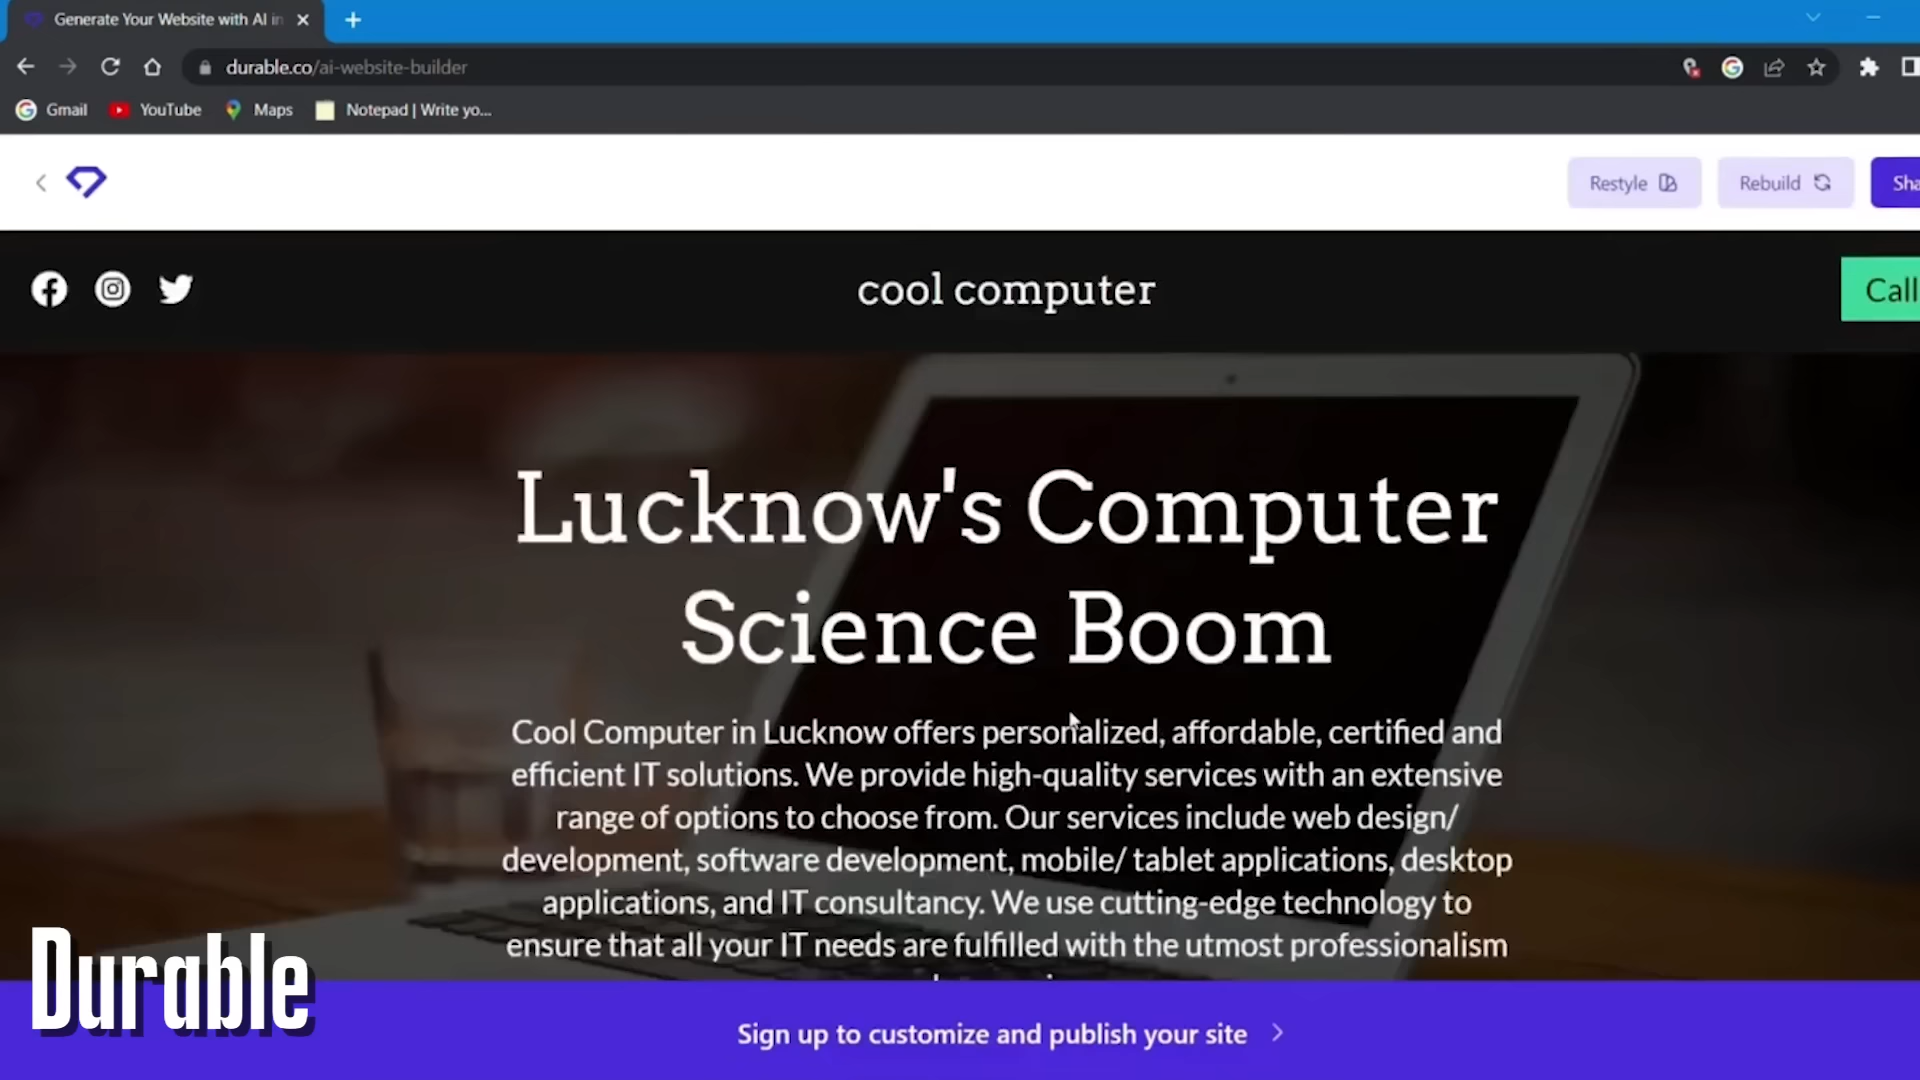 Generate Your Website with AI in
durable.co/ai-website-builder
Gmail
YouTube
Maps
Notepad | Write yo...
Restyle
Rebuild
Sha
cool computer
Call
Lucknow's Computer
Science Boom
Cool Computer in Lucknow offers personalized, affordable, certified and
efficient IT solutions. We provide high-quality services with an extensive
range of options to choose from. Our services include web design/
development, software development, mobile/ tablet applications, desktop
applications, and IT consultancy. We use cutting-edge technology to
ensure that all your IT needs are fulfilled with the utmost professionalism
Durable
Sign up to customize and publish your site